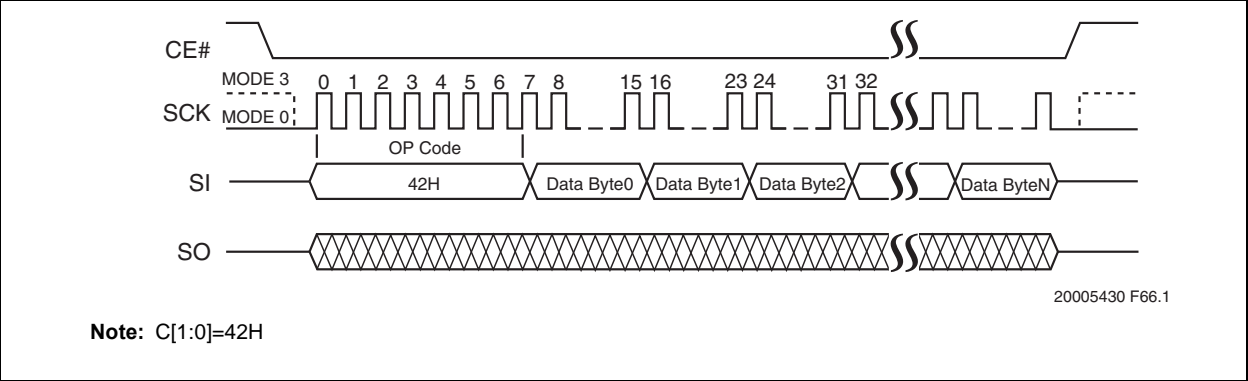 CE#
MODE 3
0 1 2 3 4 5 6 7 8 15 16 23 24 31 32
SCK
MODE 0
OP Code
SI
42H
Data Byte0
Data Byte1
Data Byte2
Data ByteN
SO
20005430 F66.1
Note: C[1:0]=42H